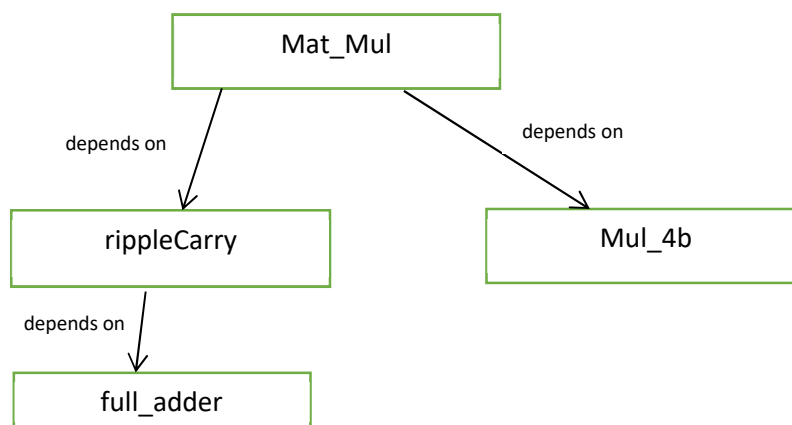 Mat_Mul
depends on
depends on
rippleCarry
Mul_4b
depends on
full_adder